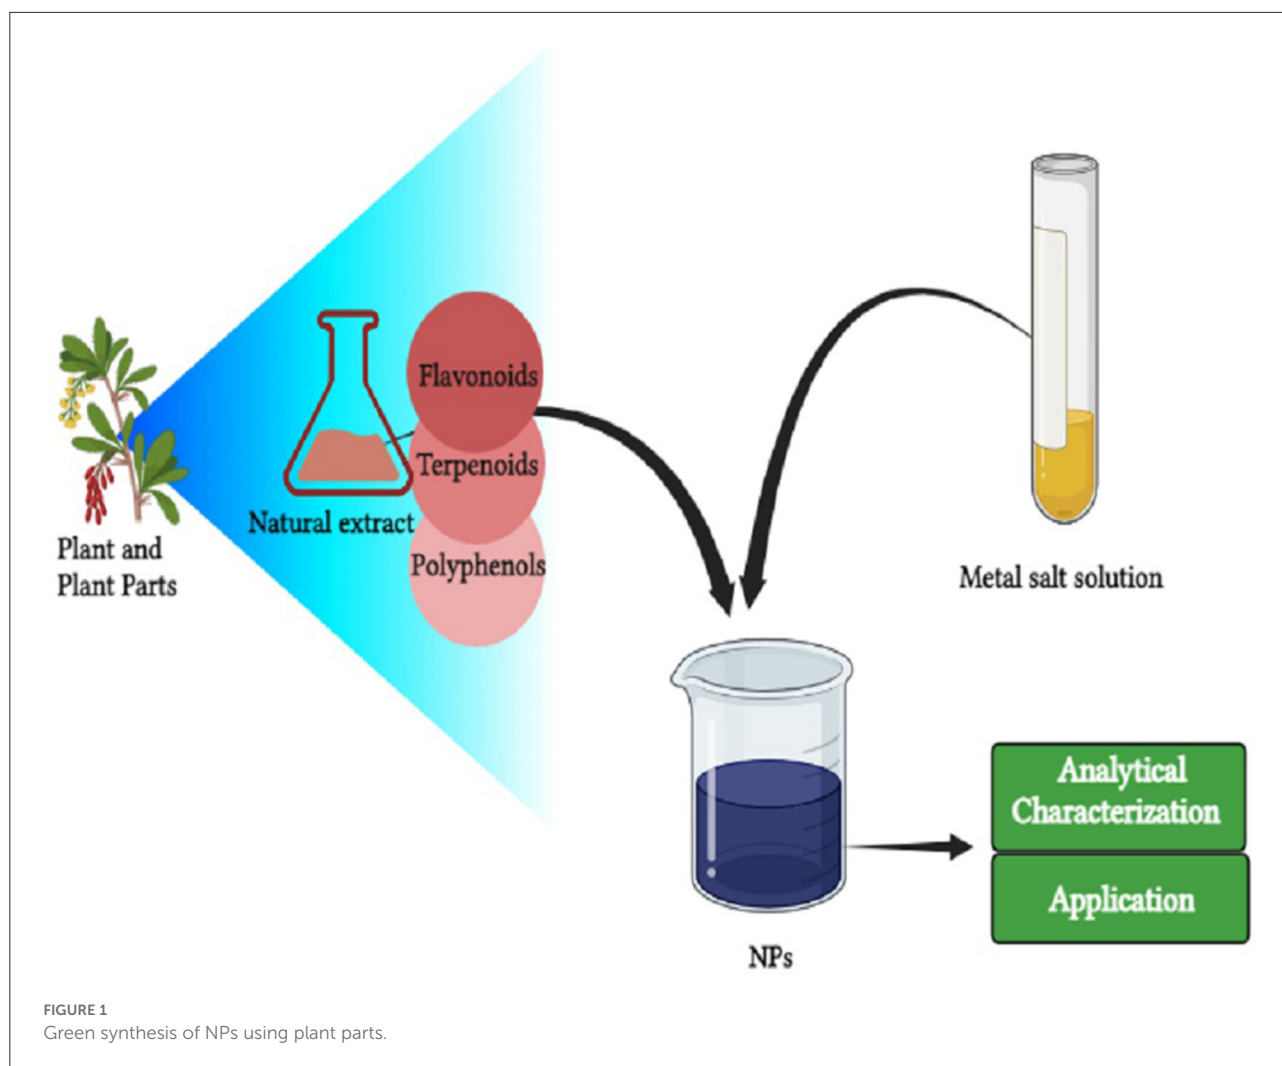 Plant and
Plant Parts
Natural extract
Flavonoids
Terpenoids
Polyphenols
Metal salt solution
NPs
Analytical
Characterization
Application
FIGURE 1
Green synthesis of NPs using plant parts.